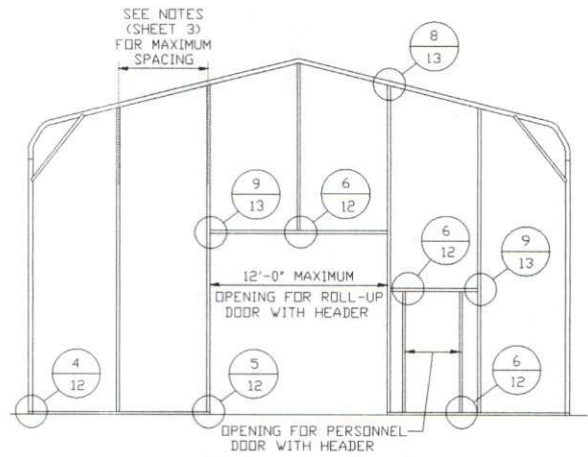 SEE NOTES
(SHEET 3)
FOR MAXIMUM
SPACING
8
13
9
13
6
12
12'-0" MAXIMUM
OPENING FOR ROLL-UP
DOOR WITH HEADER
6
12
9
13
4
12
5
12
6
12
OPENING FOR PERSONNEL
DOOR WITH HEADER